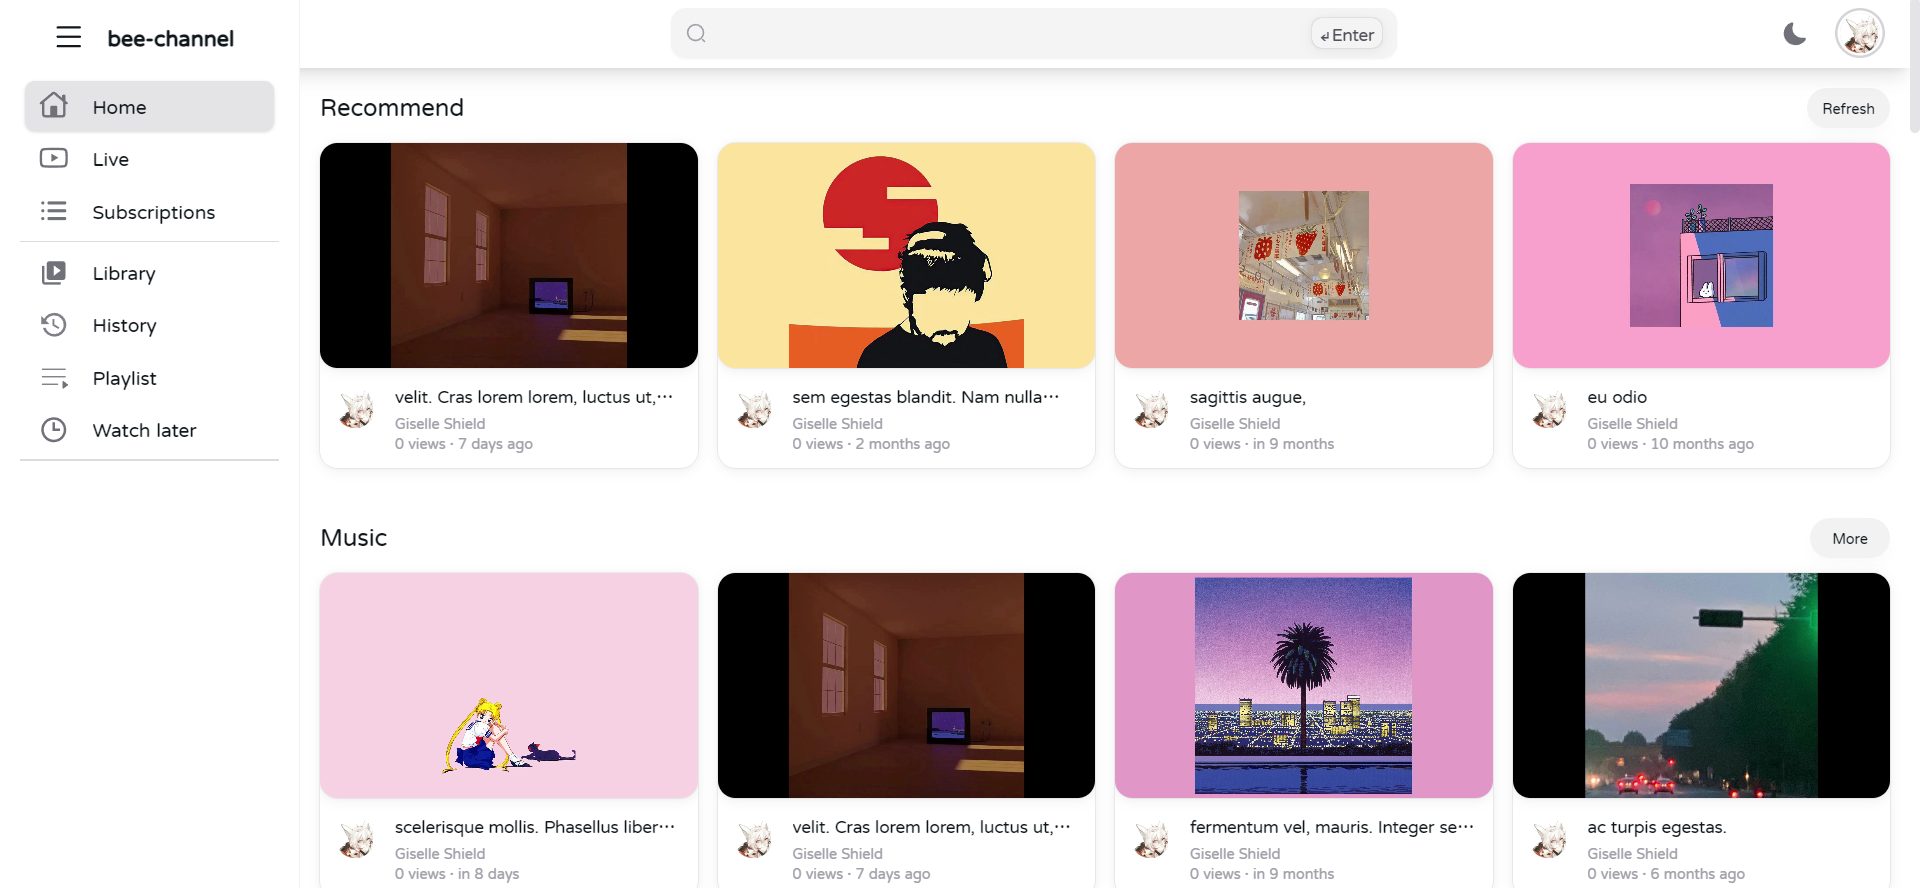 bee-channel
Enter
Home
Live
Subscriptions
Library
History
Playlist
Watch later
Recommend
Refresh
velit. Cras lorem lorem, luctus ut,···
Giselle Shield
0 views · 7 days ago
sem egestas blandit. Nam nulla···
Giselle Shield
0 views · 2 months ago
sagittis augue,
Giselle Shield
0 views · in 9 months
eu odio
Giselle Shield
0 views · 10 months ago
Music
More
scelerisque mollis. Phasellus liber···
Giselle Shield
0 views · in 8 days
velit. Cras lorem lorem, luctus ut,···
Giselle Shield
0 views · 7 days ago
fermentum vel, mauris. Integer se···
Giselle Shield
0 views · in 9 months
ac turpis egestas.
Giselle Shield
0 views · 6 months ago